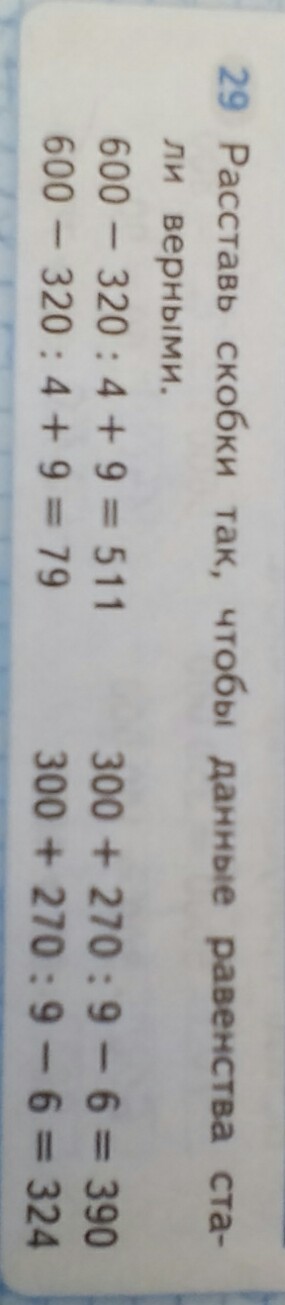 29 Расставь скобки так, чтобы данные равенства ста-
ли верными.
600 − 320 : 4 + 9 = 511 300 + 270 : 9 − 6 = 390
600 − 320 : 4 + 9 = 79 300 + 270 : 9 − 6 = 324